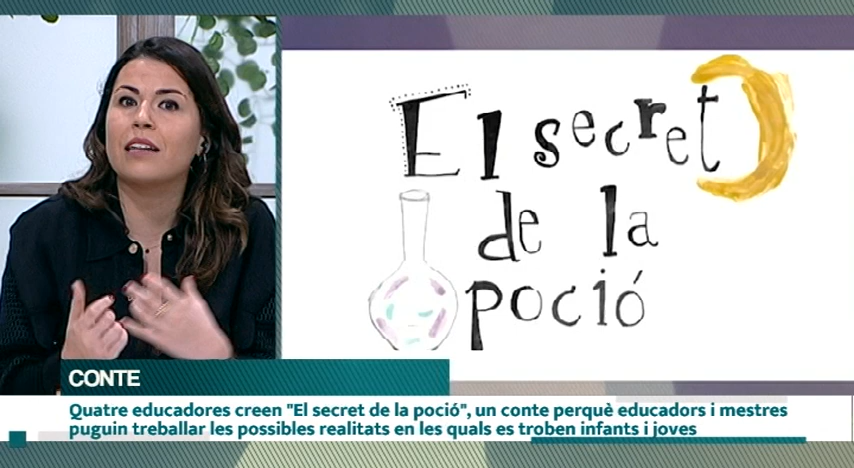 El secret
de la
poció
CONTE
Quatre educadores creen "El secret de la poció", un conte perquè educadors i mestres
puguin treballar les possibles realitats en les quals es troben infants i joves